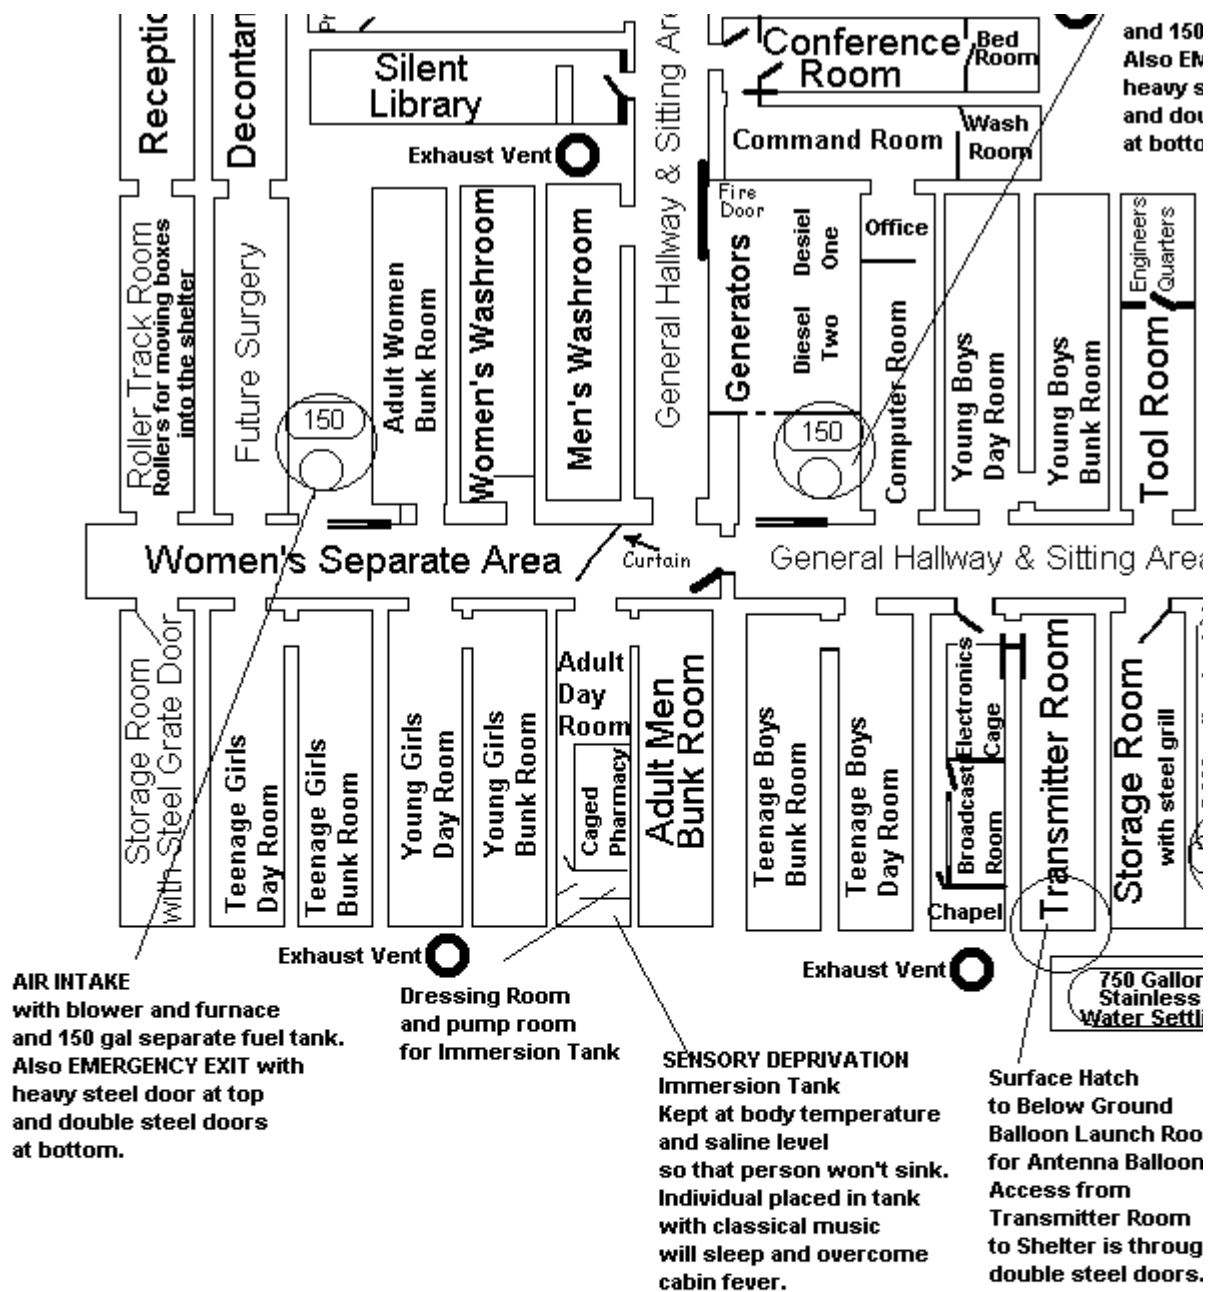 Receptic
Decontan
Pr
Silent
Library
General Hallway & Sitting Are
Conference
Room
Bed
Room
and 150
Also EM
heavy s
and dou
at botto
Command Room
Wash
Room
Exhaust Vent
Roller Track Room
Rollers for moving boxes
into the shelter
Future Surgery
150
Adult Women
Bunk Room
Women's Washroom
Men's Washroom
Fire
Door
Generators
Desiel
One
Diesel
Two
150
Office
Computer Room
Young Boys
Day Room
Young Boys
Bunk Room
Engineers
Quarters
Tool Room
Women's Separate Area
Curtain
General Hallway & Sitting Area
Storage Room
with Steel Grate Door
Teenage Girls
Day Room
Teenage Girls
Bunk Room
Young Girls
Day Room
Young Girls
Bunk Room
Adult
Day
Room
Caged
Pharmacy
Adult Men
Bunk Room
Teenage Boys
Bunk Room
Teenage Boys
Day Room
Electronics
Cage
Broadcast
Room
Chapel
Transmitter Room
Storage Room
with steel grill
Exhaust Vent
Exhaust Vent
750 Gallor
Stainless
Water Settli
AIR INTAKE
with blower and furnace
and 150 gal separate fuel tank.
Also EMERGENCY EXIT with
heavy steel door at top
and double steel doors
at bottom.
Dressing Room
and pump room
for Immersion Tank
SENSORY DEPRIVATION
Immersion Tank
Kept at body temperature
and saline level
so that person won't sink.
Individual placed in tank
with classical music
will sleep and overcome
cabin fever.
Surface Hatch
to Below Ground
Balloon Launch Roo
for Antenna Balloon
Access from
Transmitter Room
to Shelter is throug
double steel doors.